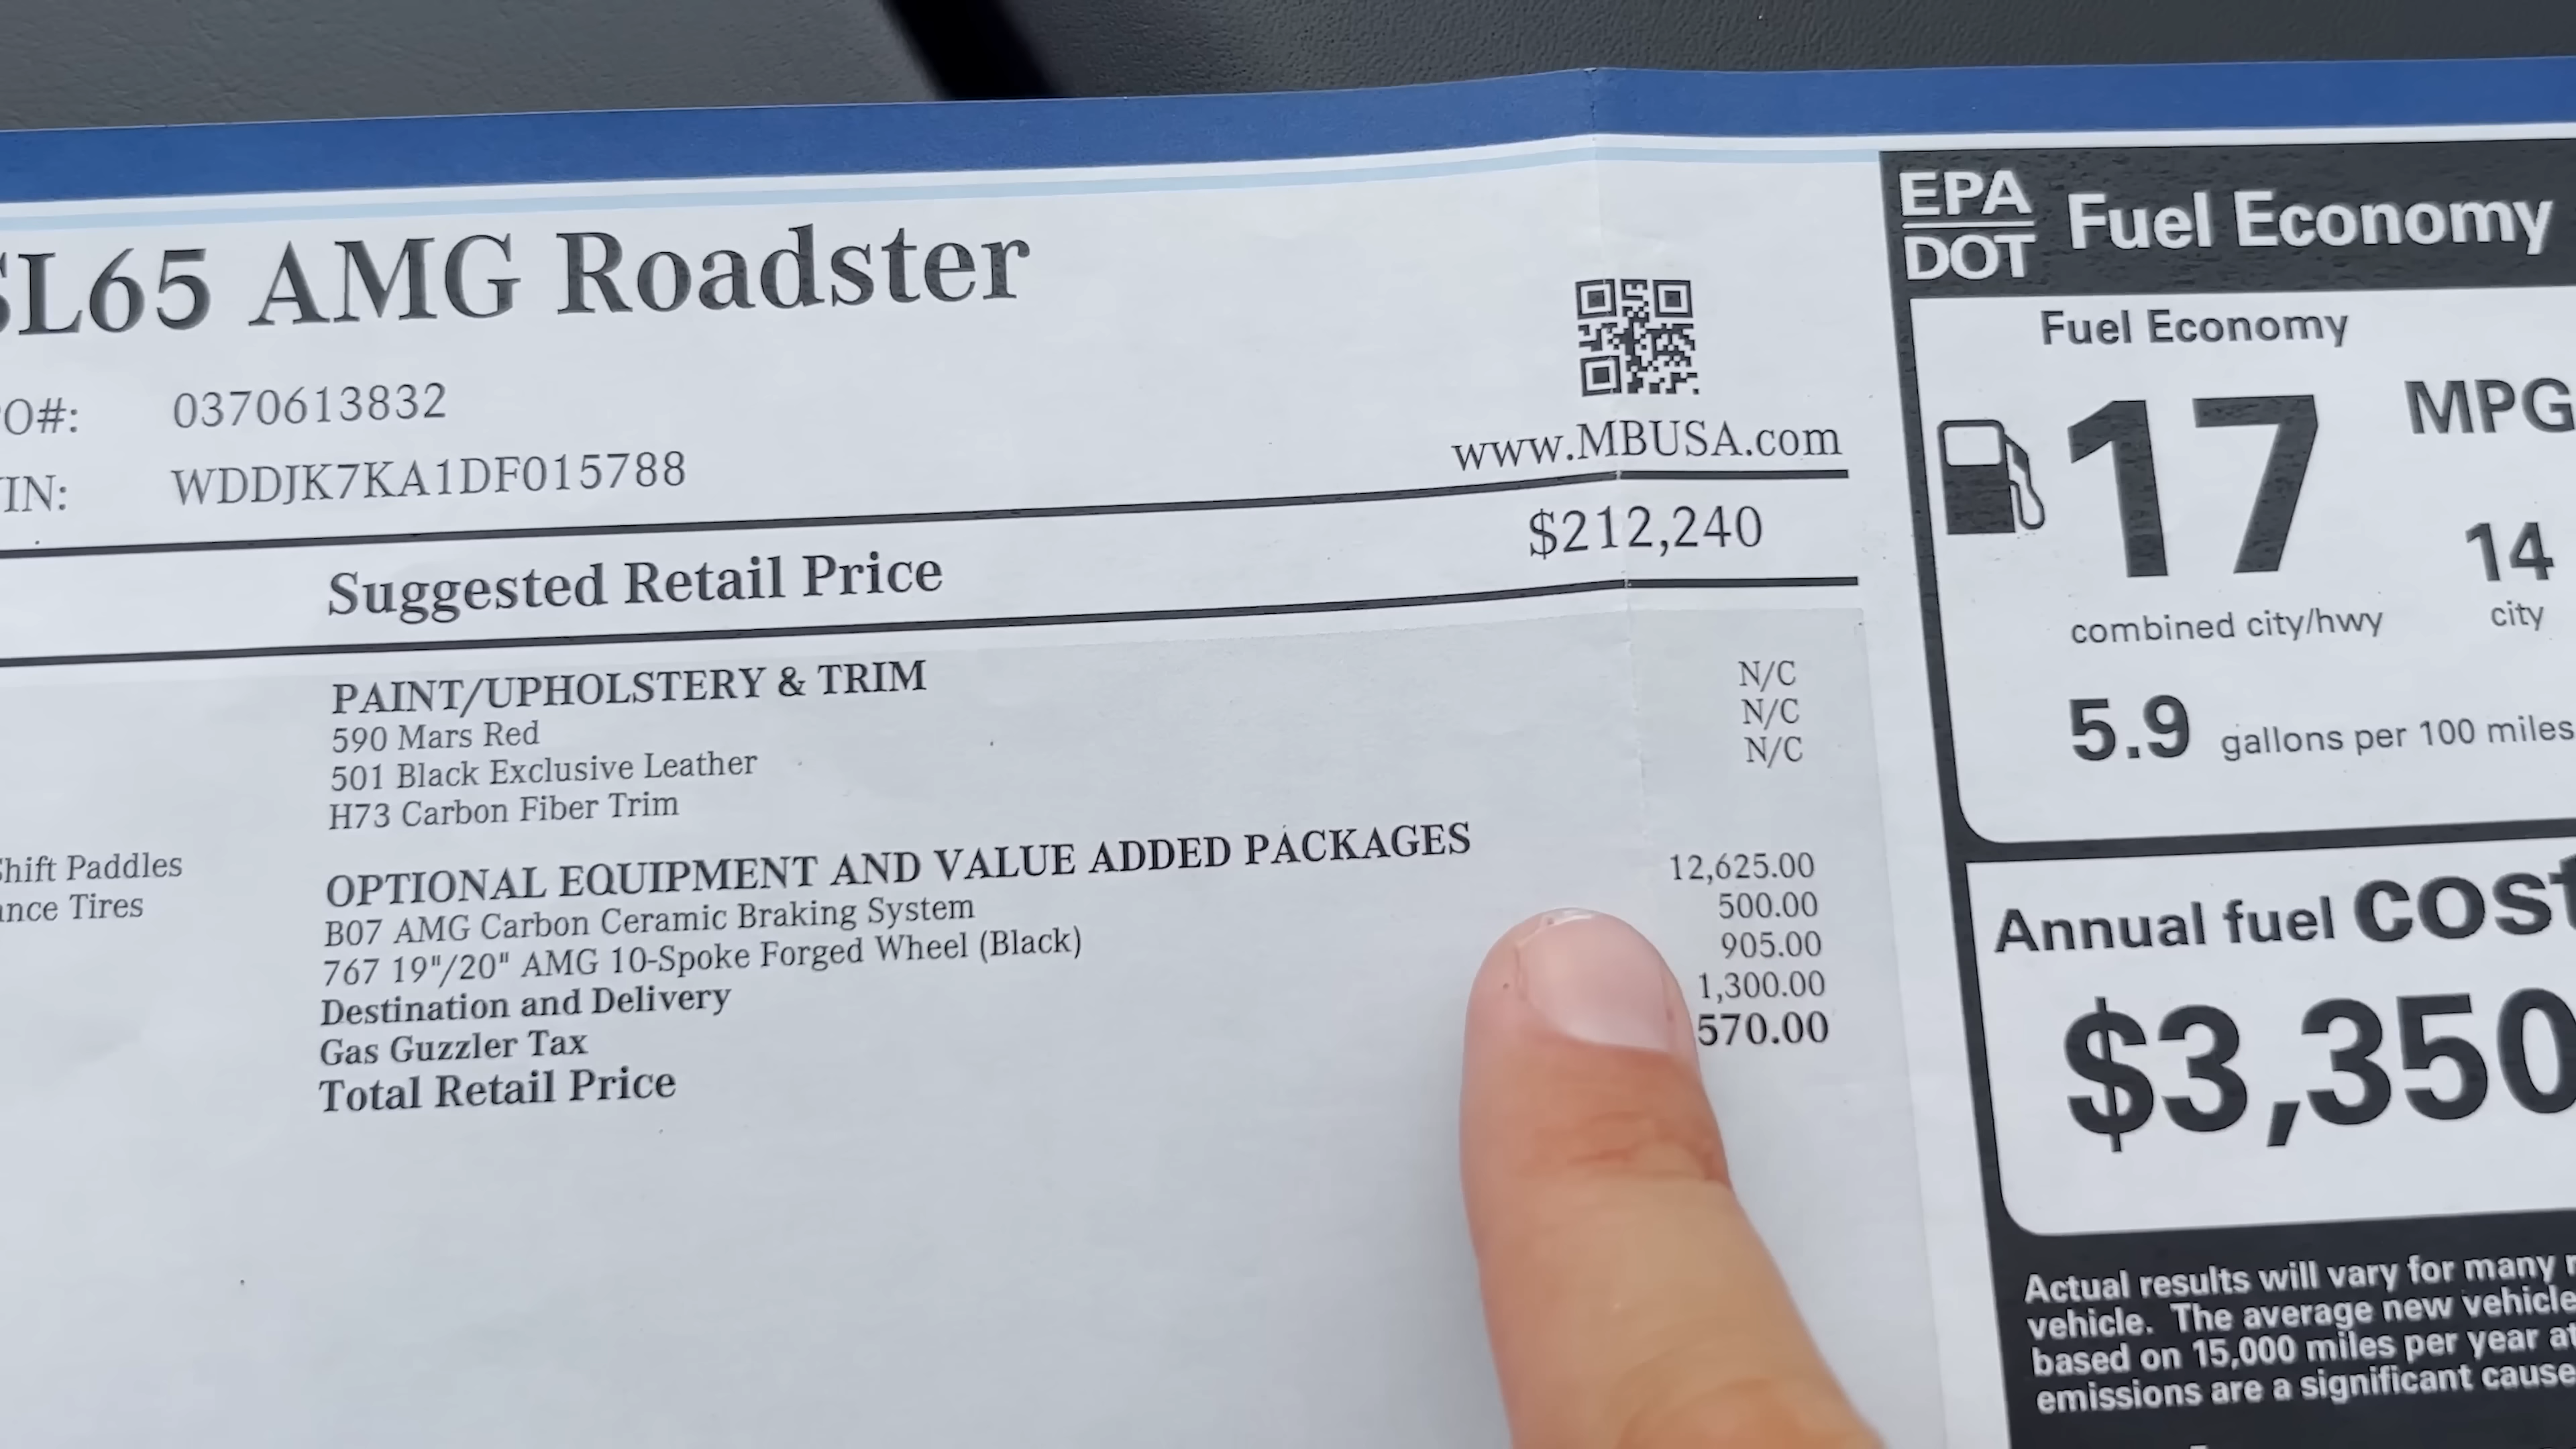 SL65 AMG Roadster
PO#: 0370613832
VIN: WDDJK7KA1DF015788
www.MBUSA.com
Suggested Retail Price $212,240
PAINT/UPHOLSTERY & TRIM
590 Mars Red N/C
501 Black Exclusive Leather N/C
H73 Carbon Fiber Trim N/C
Shift Paddles
Tires
OPTIONAL EQUIPMENT AND VALUE ADDED PACKAGES
B07 AMG Carbon Ceramic Braking System 12,625.00
767 19"/20" AMG 10-Spoke Forged Wheel (Black) 500.00
Destination and Delivery 905.00
Gas Guzzler Tax 1,300.00
Total Retail Price 570.00
EPA
DOT
Fuel Economy
Fuel Economy
17 MPG
14
combined city/hwy city
5.9 gallons per 100 miles
Annual fuel cost
$3,350
Actual results will vary for many
vehicle. The average new vehicle
based on 15,000 miles per year at
emissions are a significant cause